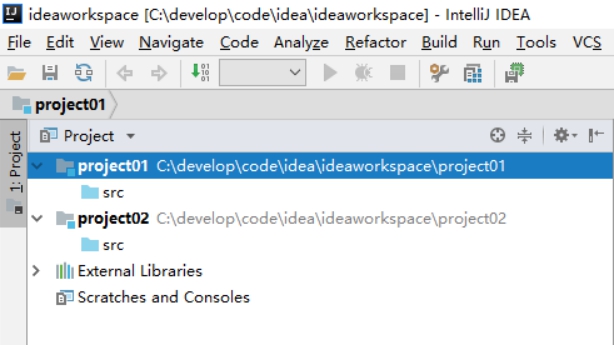 ideaworkspace [C:\develop\code\idea\ideaworkspace] - IntelliJ IDEA
File Edit View Navigate Code Analyze Refactor Build Run Tools VCS
project01
1: Project
Project
project01 C:\develop\code\idea\ideaworkspace\project01
src
project02 C:\develop\code\idea\ideaworkspace\project02
src
External Libraries
Scratches and Consoles